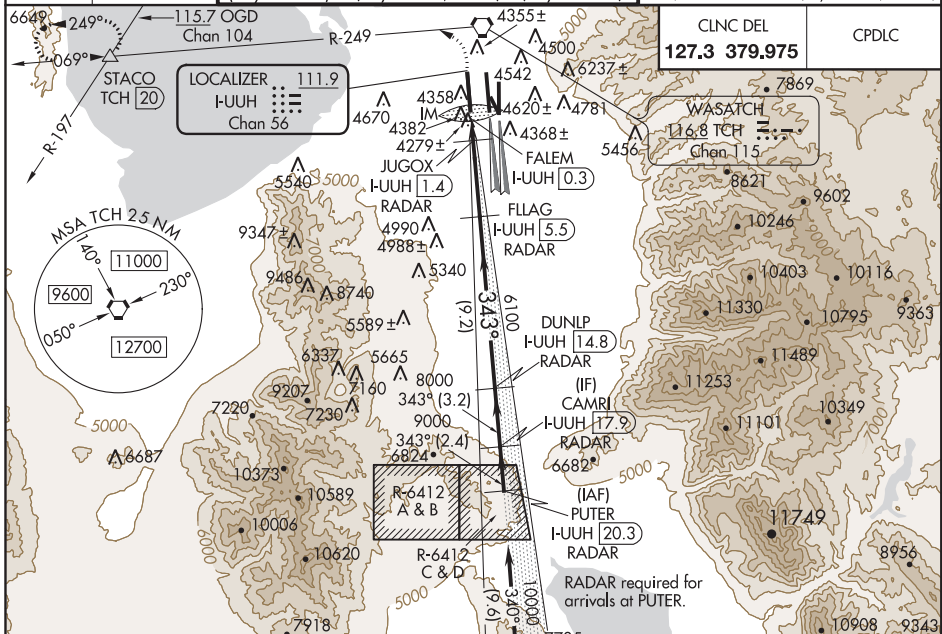 6649
249°
069°
115.7 OGD
Chan 104
R-249
STACO
TCH 20
R-197
LOCALIZER 111.9
I-UUH
Chan 56
4355±
4500
4542
6237±
4358
IM
4670
4382
4279±
4620±
4781
4368±
CLNC DEL
127.3 379.975
CPDLC
7869
WASATCH
116.8 TCH
Chan 115
5456
JUGOX
I-UUH 1.4
RADAR
FALEM
I-UUH 0.3
5540
5000
8621
9602
MSA TCH 25 NM
140°
11000
9600
230°
050°
12700
9347±
4990
4988±
FLLAG
I-UUH 5.5
RADAR
10246
9486
8740
5340
10403
10116
343°
(9.2)
6100
11330
10795
9363
5589±
DUNLP
I-UUH 14.8
RADAR
6337
5665
7160
11489
8000
343° (3.2)
(IF)
CAMRI
I-UUH 17.9
RADAR
11253
9207
7220
7230
9000
343° (2.4)
11101
10349
5000
6687
6824
6682
5000
10373
R-6412
A & B
10589
(IAF)
PUTER
I-UUH 20.3
RADAR
10006
11749
10620
R-6412
C & D
8956
RADAR required for
arrivals at PUTER.
5000
340°
(9.6)
10000
7918
10908
9343